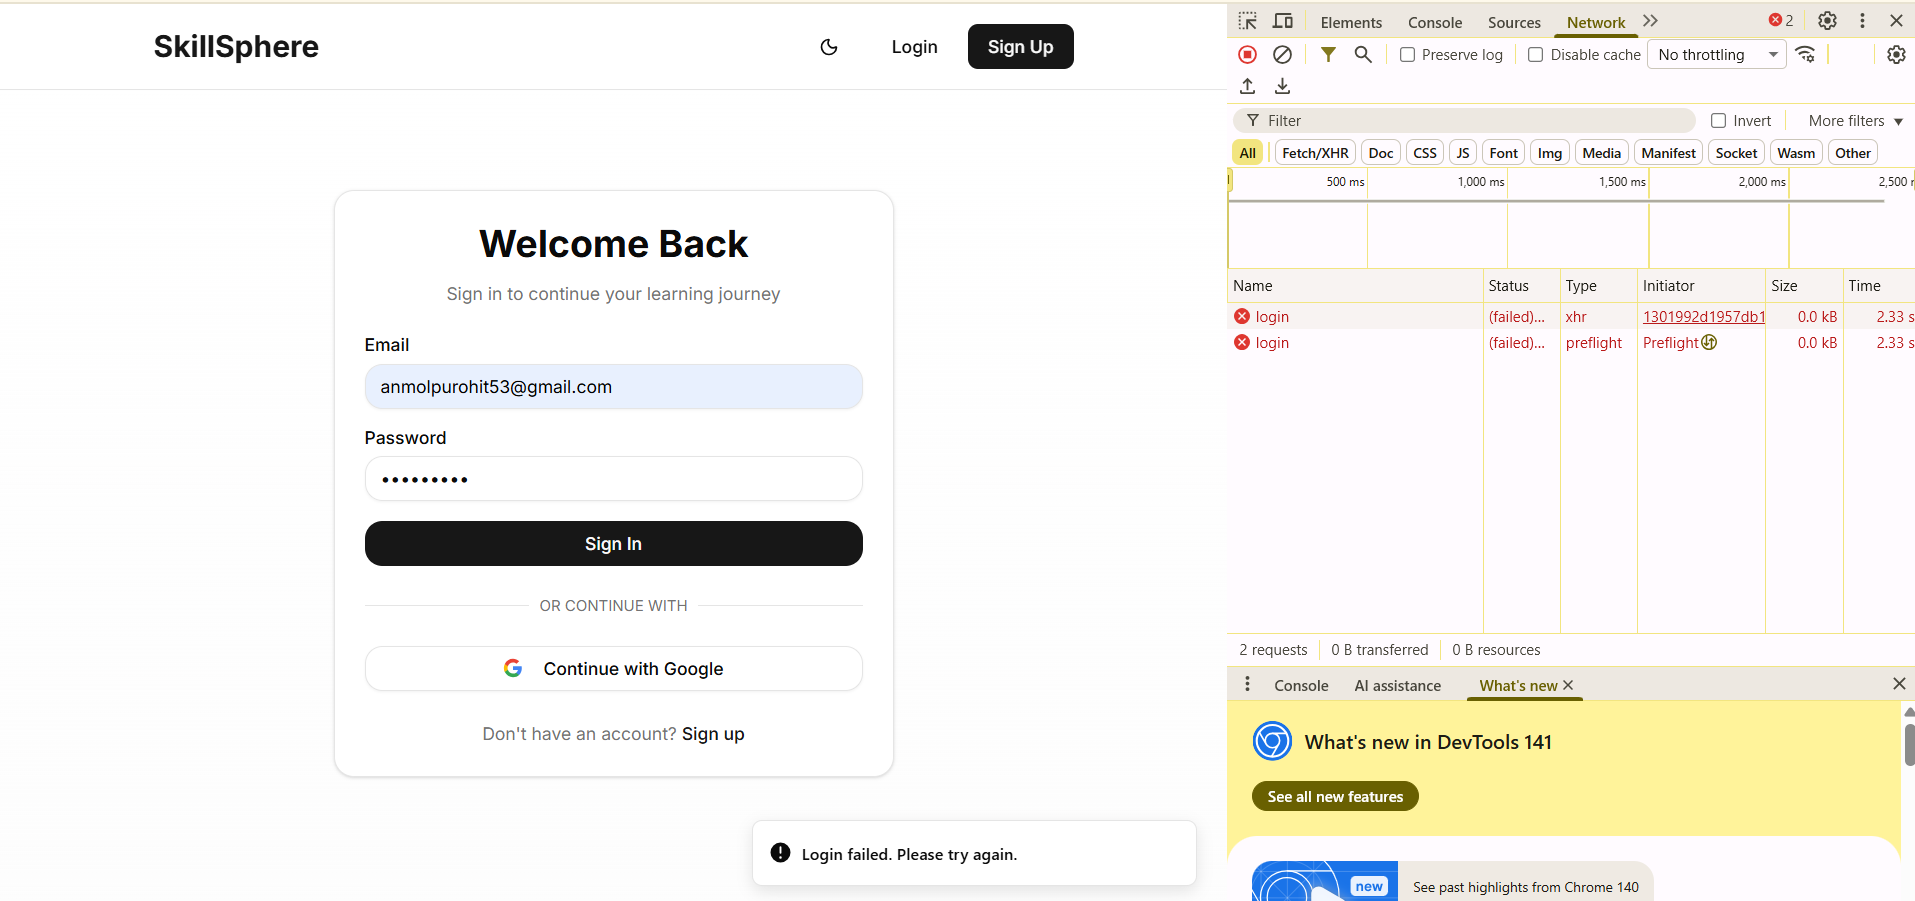 SkillSphere
Login
Sign Up
Welcome Back
Sign in to continue your learning journey
Email
anmolpurohit53@gmail.com
Password
•••••••••
Sign In
OR CONTINUE WITH
Continue with Google
Don't have an account? Sign up
Login failed. Please try again.
Elements Console Sources Network 2
Preserve log Disable cache No throttling
Filter Invert More filters
All Fetch/XHR Doc CSS JS Font Img Media Manifest Socket Wasm Other
500 ms 1,000 ms 1,500 ms 2,000 ms 2,500
Name Status Type Initiator Size Time
login (failed)... xhr 1301992d1957db1 0.0 kB 2.33 s
login (failed)... preflight Preflight 0.0 kB 2.33 s
2 requests 0 B transferred 0 B resources
Console AI assistance What's new
What's new in DevTools 141
See all new features
new
See past highlights from Chrome 140